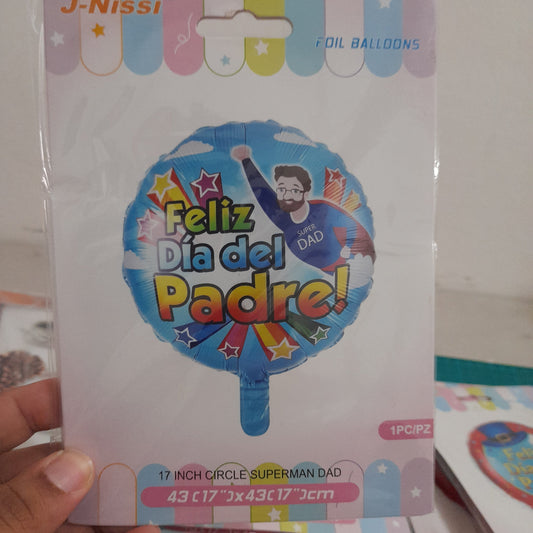 J-Nissi
FOIL BALLOONS
Feliz
Día del
Padre!
SUPER
DAD
1PC/PZ
17 INCH CIRCLE SUPERMAN DAD
43(17")x43(17")cm